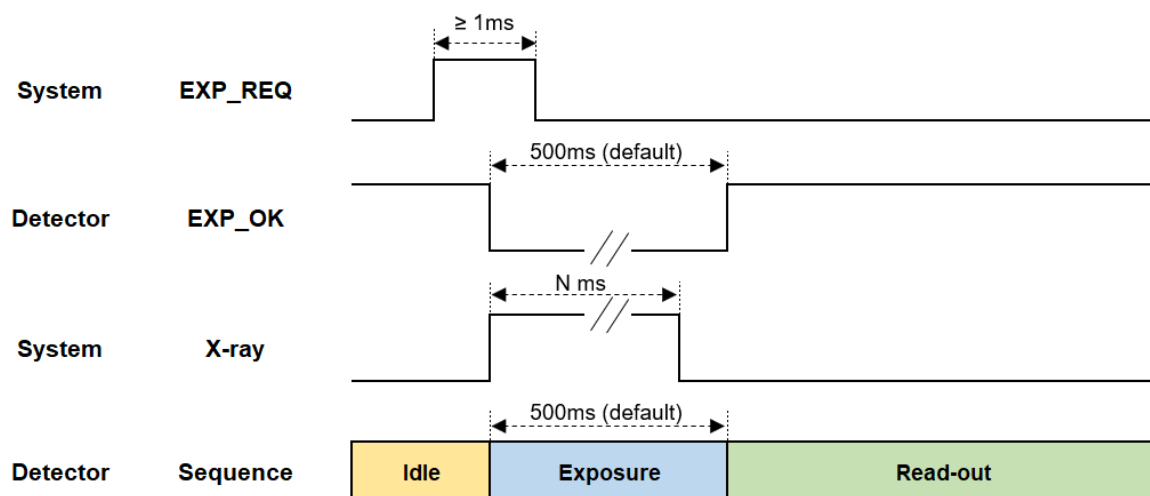 ≥ 1ms
System EXP_REQ
500ms (default)
Detector EXP_OK
N ms
System X-ray
500ms (default)
Detector Sequence Idle Exposure Read-out